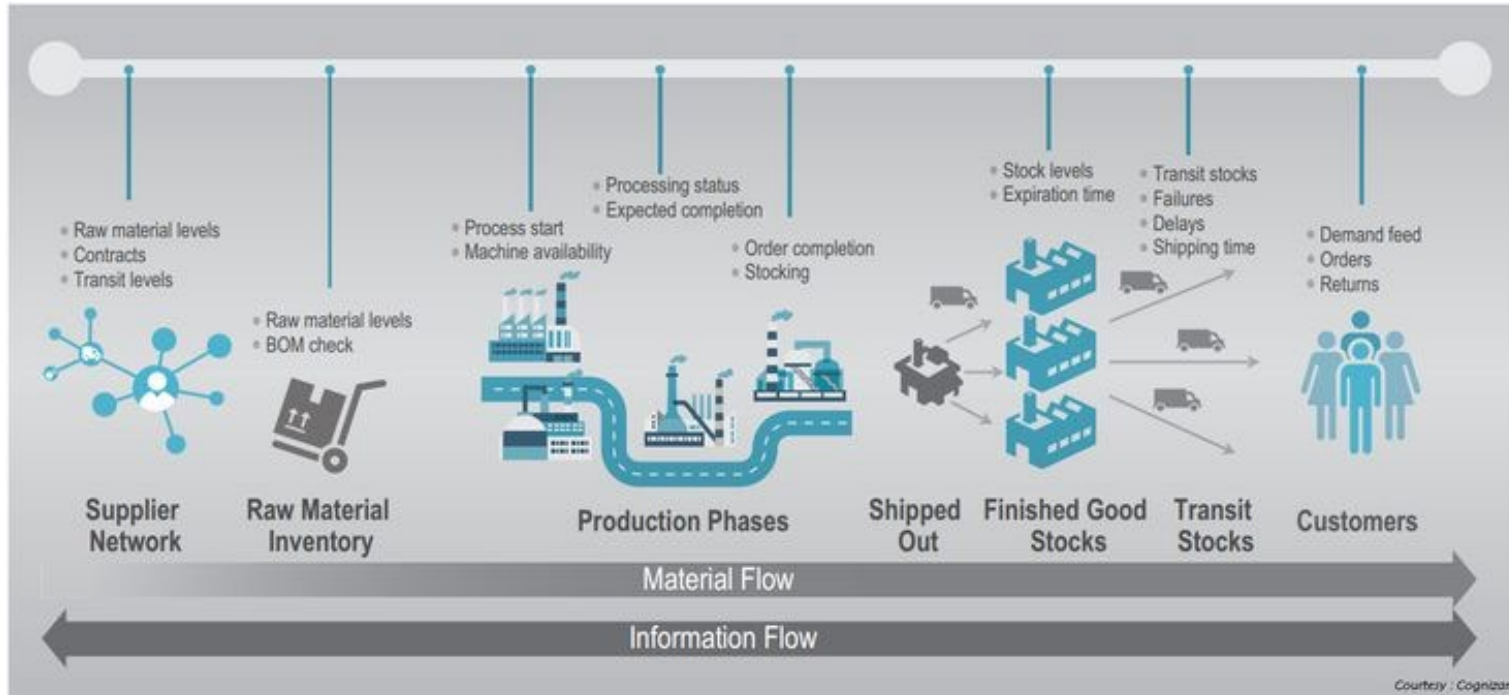 Raw material levels
Contracts
Transit levels
Raw material levels
BOM check
Process start
Machine availability
Processing status
Expected completion
Order completion
Stocking
Stock levels
Expiration time
Transit stocks
Failures
Delays
Shipping time
Demand feed
Orders
Returns
Supplier
Network
Raw Material
Inventory
Production Phases
Shipped
Out
Finished Good
Stocks
Transit
Stocks
Customers
Material Flow
Information Flow
Courtesy : Cognizan